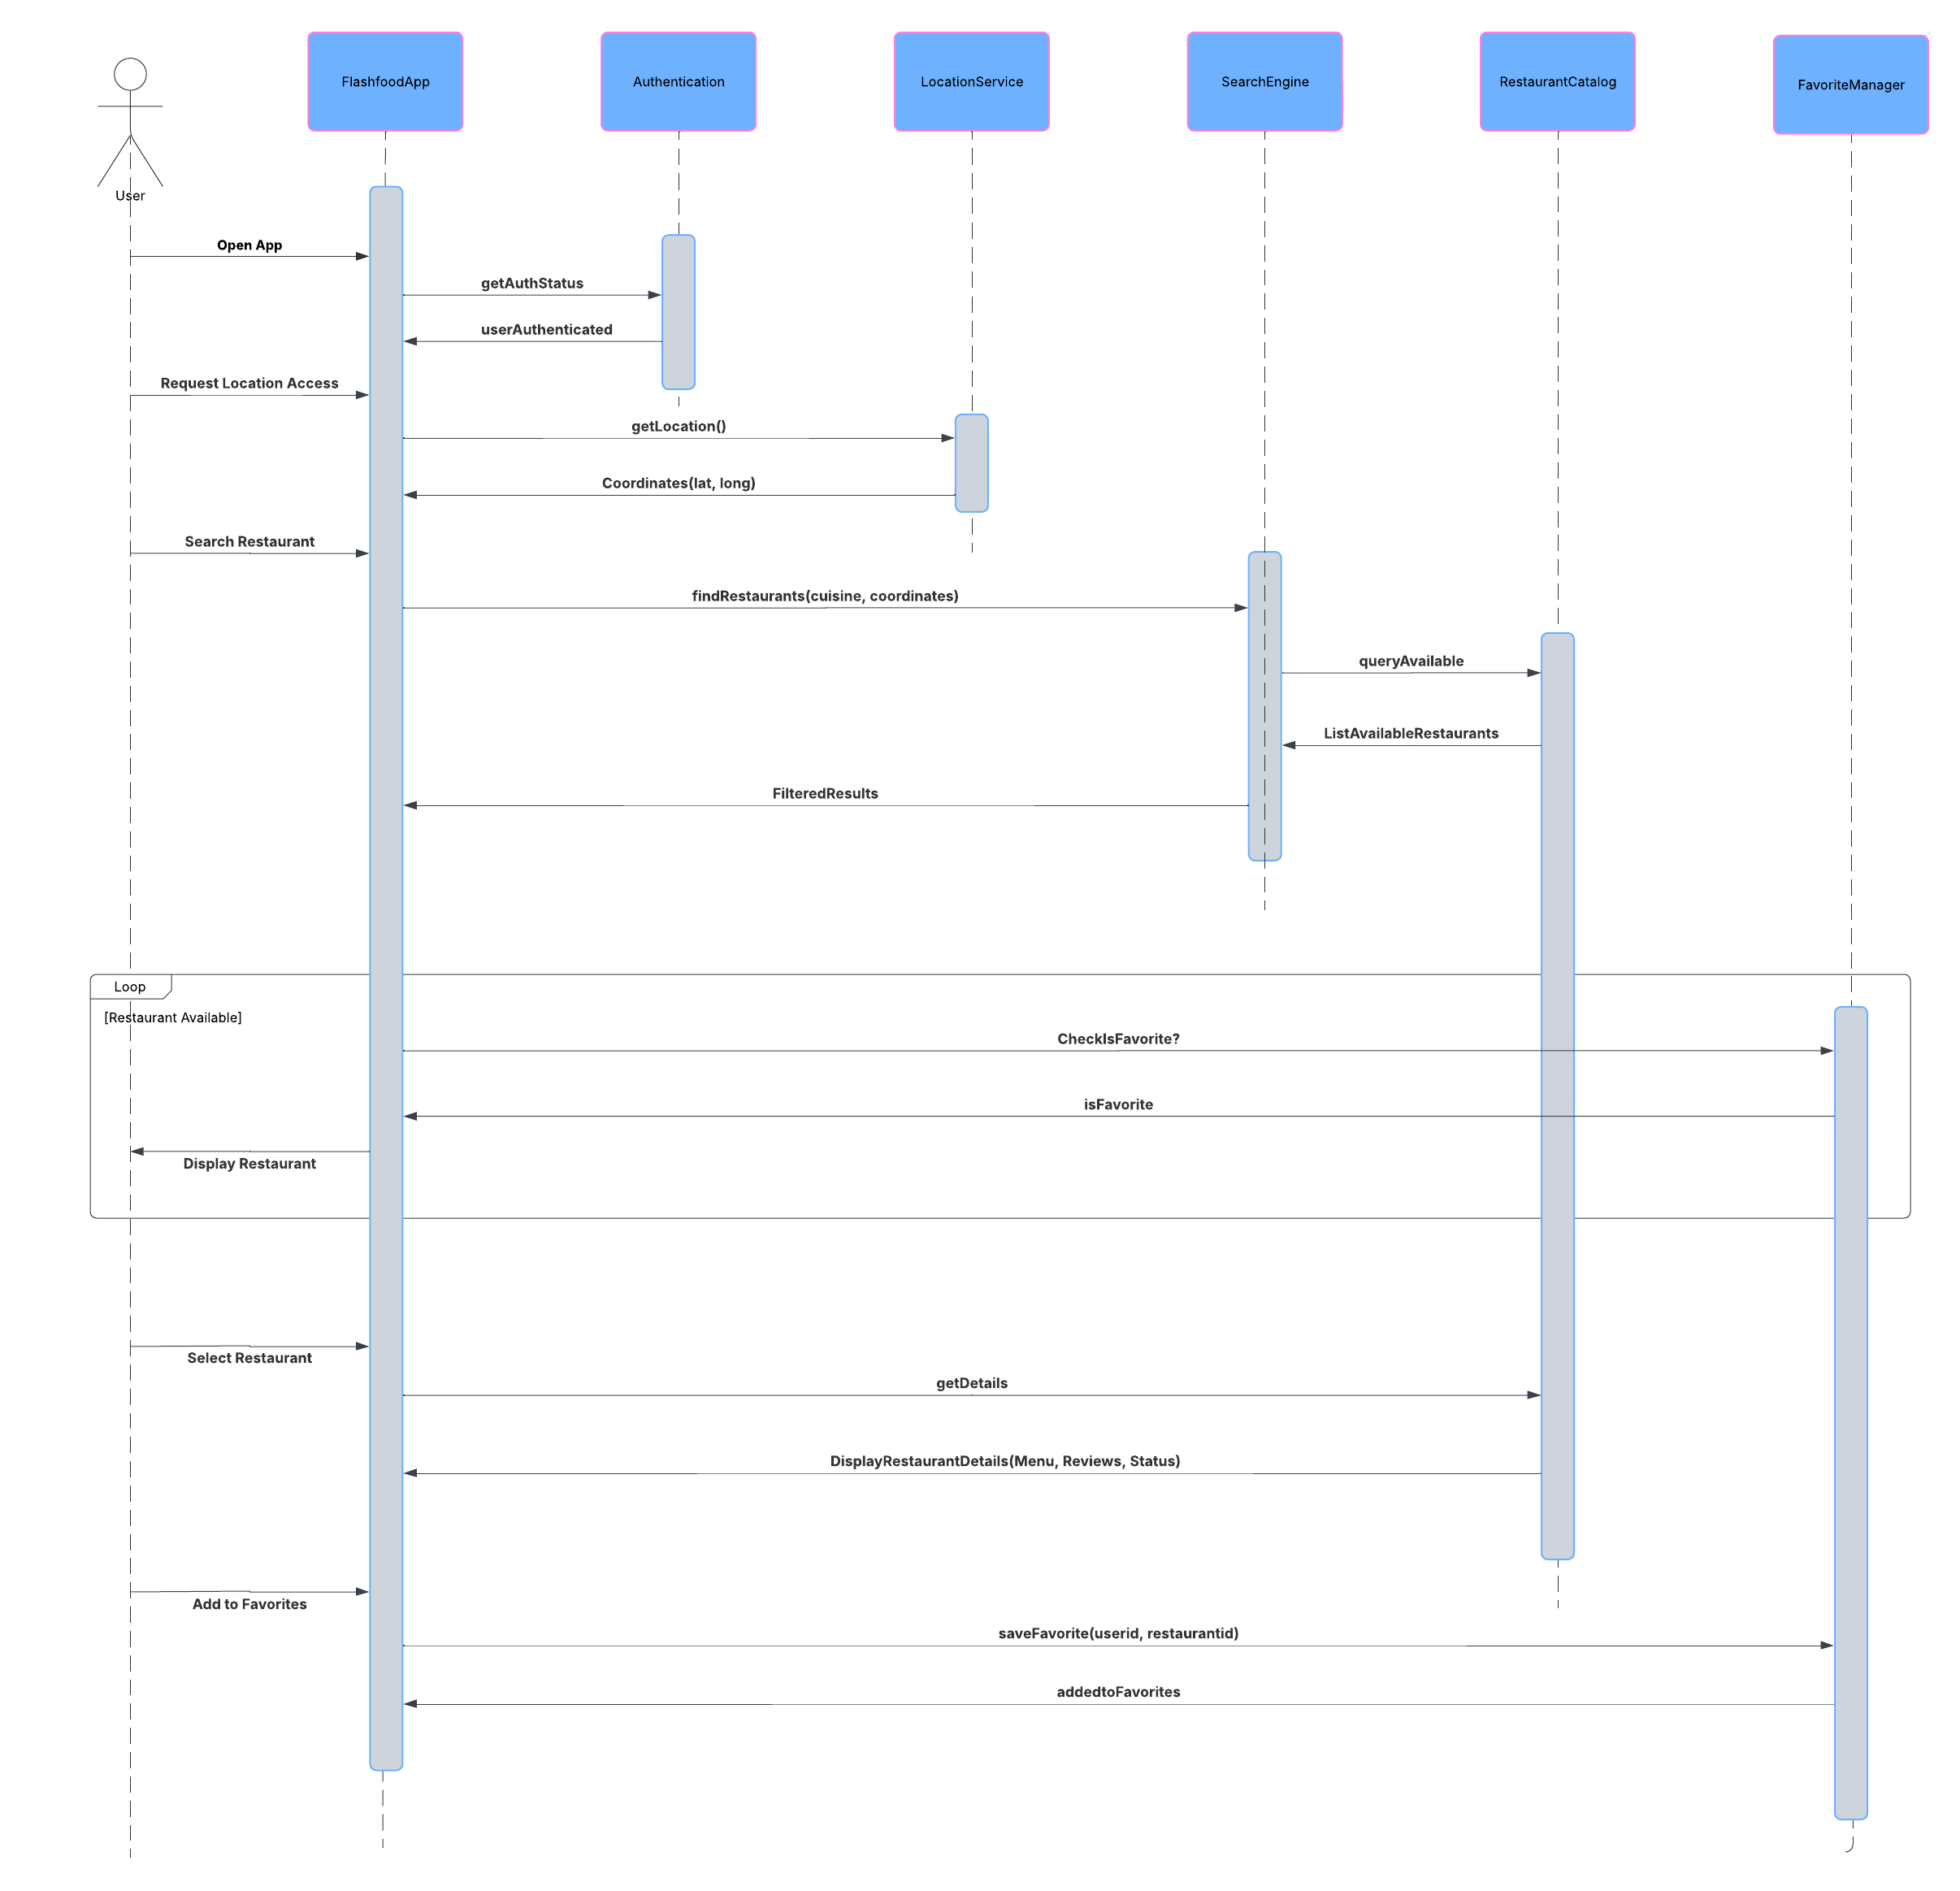 FlashfoodApp
Authentication
LocationService
SearchEngine
RestaurantCatalog
FavoriteManager
User
Open App
getAuthStatus
userAuthenticated
Request Location Access
getLocation()
Coordinates(lat, long)
Search Restaurant
findRestaurants(cuisine, coordinates)
queryAvailable
ListAvailableRestaurants
FilteredResults
Loop
[Restaurant Available]
CheckIsFavorite?
isFavorite
Display Restaurant
Select Restaurant
getDetails
DisplayRestaurantDetails(Menu, Reviews, Status)
Add to Favorites
saveFavorite(userid, restaurantid)
addedtoFavorites